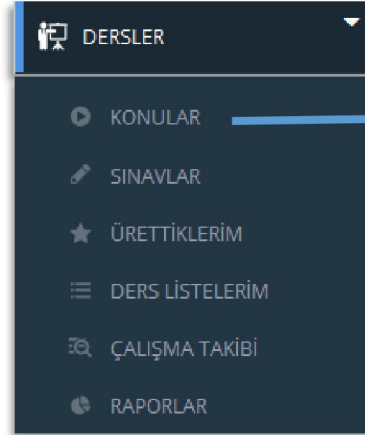 DERSLER
KONULAR
SINAVLAR
ÜRETTİKLERİM
DERS LİSTELERİM
ÇALIŞMA TAKİBİ
RAPORLAR